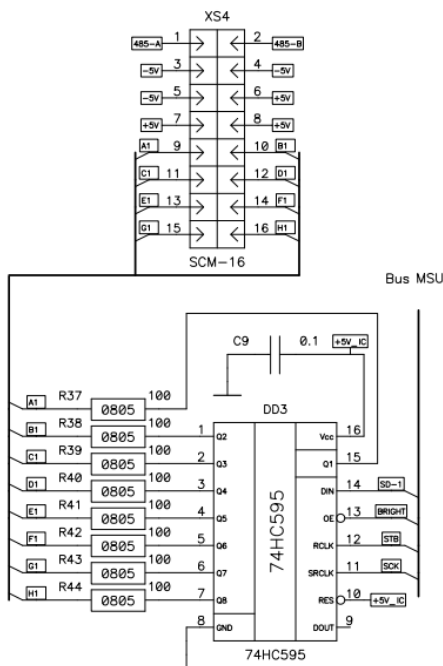 XS4
485-A 1 2 485-B
-5V 3 4 -5V
-5V 5 6 +5V
+5V 7 8 +5V
A1 9 10 B1
C1 11 12 D1
E1 13 14 F1
G1 15 16 H1
SCM-16
Bus MSU
C9 0.1 +5V_IC
A1 R37 0805 100
DD3
B1 R38 0805 100 1 Q2 Vcc 16
C1 R39 0805 100 2 Q3 Q1 15
D1 R40 0805 100 3 Q4 DIN 14 SD-1
E1 R41 0805 100 4 Q5 OE 13 BRIGHT
F1 R42 0805 100 5 Q6 RCLK 12 STB
G1 R43 0805 100 6 Q7 SRCLK 11 SCK
H1 R44 0805 100 7 Q8 RES 10 +5V_IC
8 GND DOUT 9
74HC595
74HC595